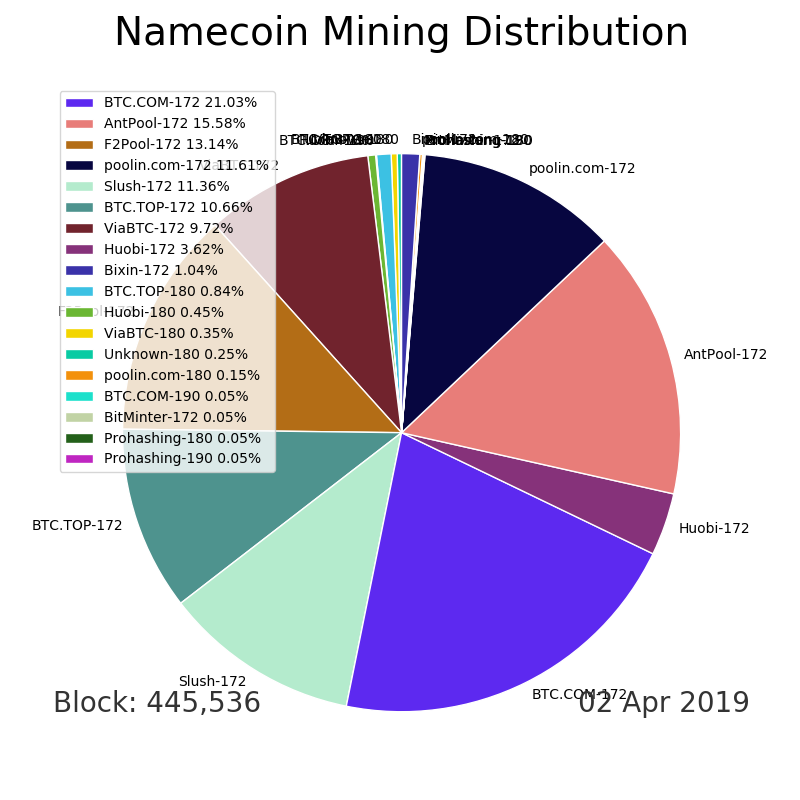 Namecoin Mining Distribution
BTC.COM-172 21.03%
AntPool-172 15.58%
F2Pool-172 13.14%
poolin.com-172 11.61%
Slush-172 11.36%
BTC.TOP-172 10.66%
ViaBTC-172 9.72%
Huobi-172 3.62%
Bixin-172 1.04%
BTC.TOP-180 0.84%
Huobi-180 0.45%
ViaBTC-180 0.35%
Unknown-180 0.25%
poolin.com-180 0.15%
BTC.COM-190 0.05%
BitMinter-172 0.05%
Prohashing-180 0.05%
Prohashing-190 0.05%
poolin.com-172
AntPool-172
Huobi-172
BTC.TOP-172
Slush-172
BTC.COM-172
Block: 445,536
02 Apr 2019